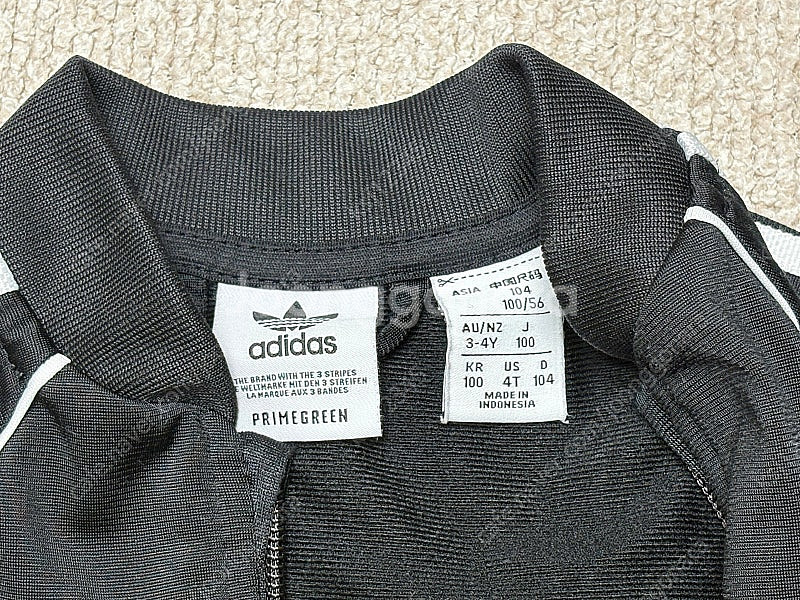 adidas
THE BRAND WITH THE 3 STRIPES
E WELTMARKE MIT DEN 3 STREIFEN
LA MARQUE AUX 3 BANDES
PRIMEGREEN
ASIA 中国尺码
104
100/56
AU/NZ J
3-4Y 100
KR US D
100 4T 104
MADE IN
INDONESIA